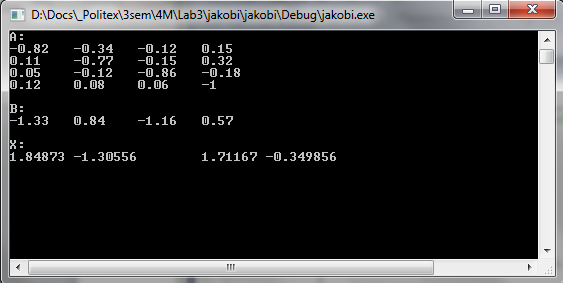 D:\Docs\_Politex\3sem\4M\Lab3\jakobi\jakobi\Debug\jakobi.exe
A:
-0.82 -0.34 -0.12 0.15
0.11 -0.77 -0.15 0.32
0.05 -0.12 -0.86 -0.18
0.12 0.08 0.06 -1
B:
-1.33 0.84 -1.16 0.57
X:
1.84873 -1.30556 1.71167 -0.349856